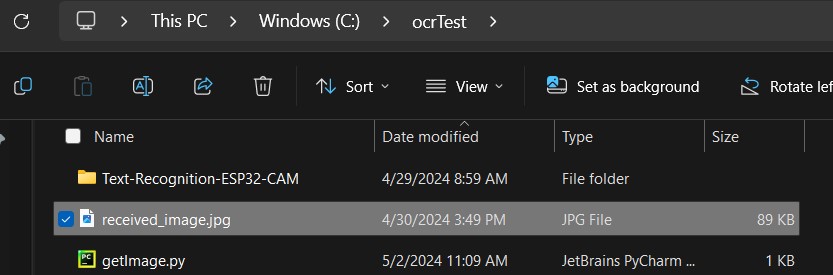 This PC > Windows (C:) > ocrTest >
Sort View Set as background Rotate lef
Name Date modified Type Size
Text-Recognition-ESP32-CAM 4/29/2024 8:59 AM File folder
received_image.jpg 4/30/2024 3:49 PM JPG File 89 KB
PC getImage.py 5/2/2024 11:09 AM JetBrains PyCharm ... 1 KB